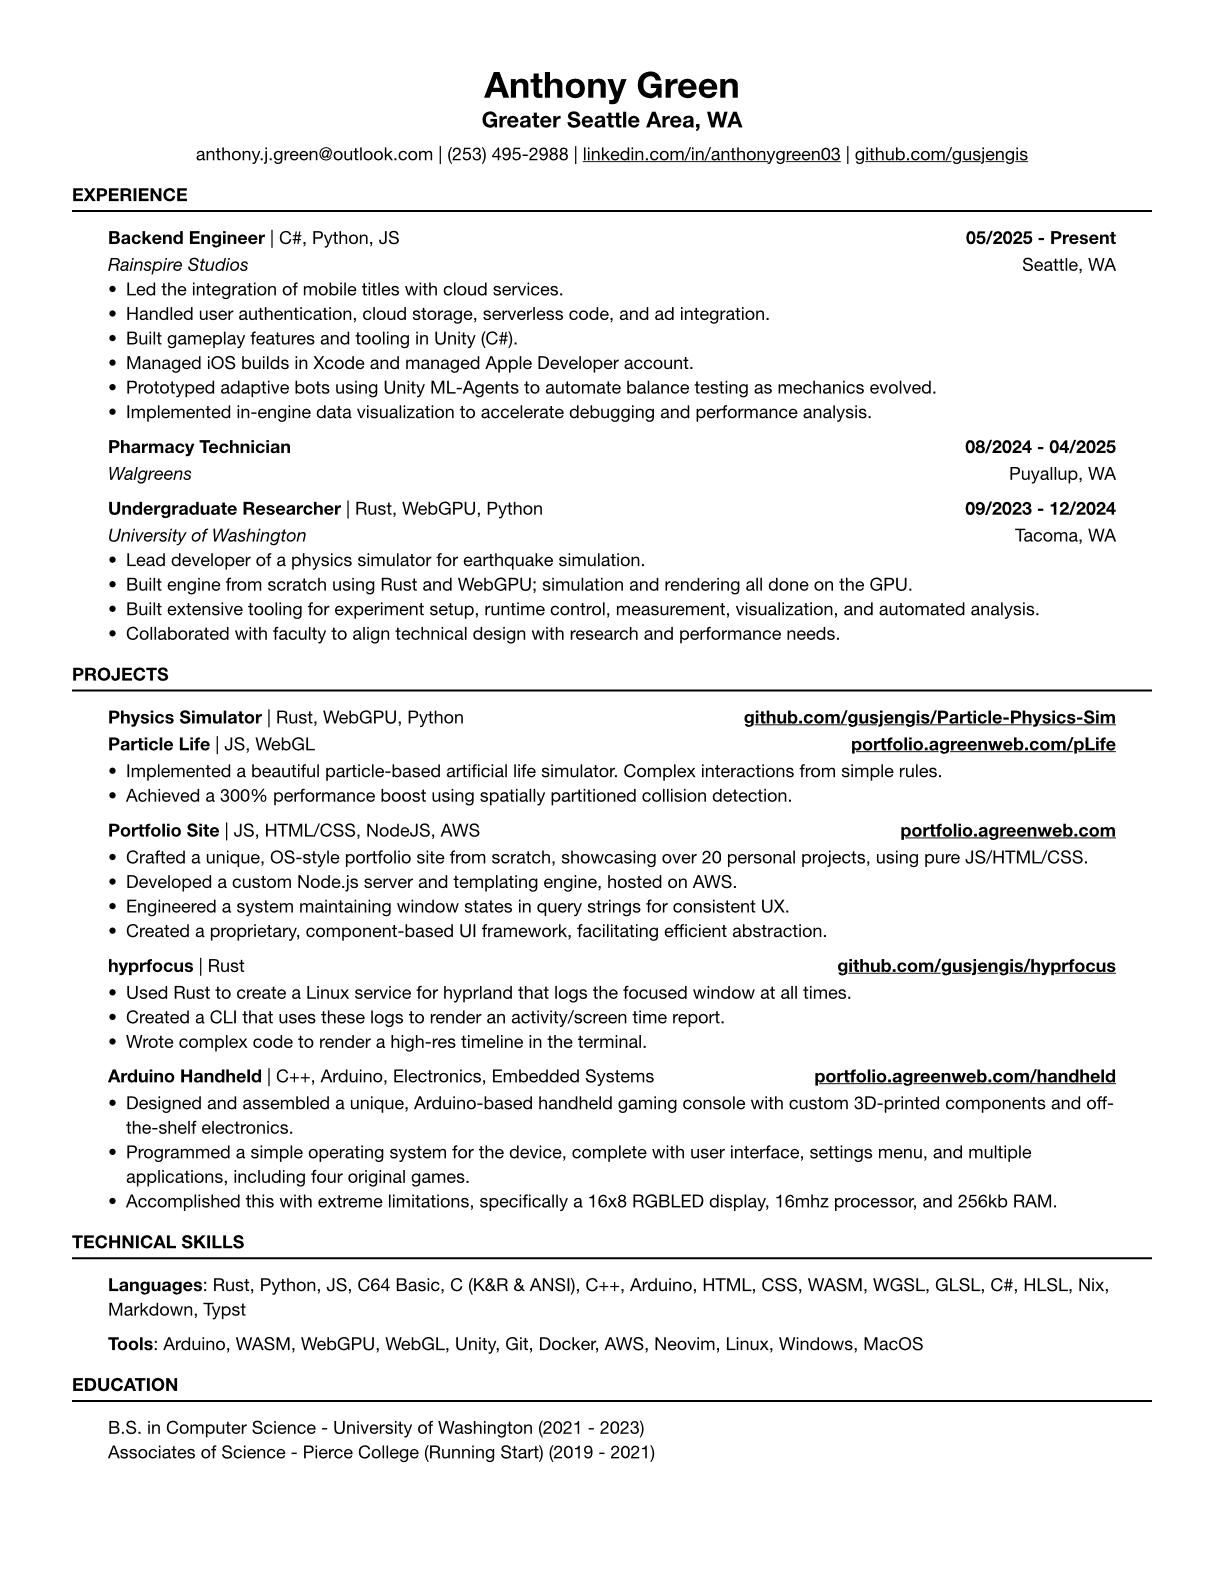 Anthony Green
Greater Seattle Area, WA
anthony.j.green@outlook.com | (253) 495-2988 | linkedin.com/in/anthonygreen03 | github.com/gusjengis
EXPERIENCE
Backend Engineer | C#, Python, JS 05/2025 - Present
Rainspire Studios Seattle, WA
• Led the integration of mobile titles with cloud services.
• Handled user authentication, cloud storage, serverless code, and ad integration.
• Built gameplay features and tooling in Unity (C#).
• Managed iOS builds in Xcode and managed Apple Developer account.
• Prototyped adaptive bots using Unity ML-Agents to automate balance testing as mechanics evolved.
• Implemented in-engine data visualization to accelerate debugging and performance analysis.
Pharmacy Technician 08/2024 - 04/2025
Walgreens Puyallup, WA
Undergraduate Researcher | Rust, WebGPU, Python 09/2023 - 12/2024
University of Washington Tacoma, WA
• Lead developer of a physics simulator for earthquake simulation.
• Built engine from scratch using Rust and WebGPU; simulation and rendering all done on the GPU.
• Built extensive tooling for experiment setup, runtime control, measurement, visualization, and automated analysis.
• Collaborated with faculty to align technical design with research and performance needs.
PROJECTS
Physics Simulator | Rust, WebGPU, Python github.com/gusjengis/Particle-Physics-Sim
Particle Life | JS, WebGL portfolio.agreenweb.com/pLife
• Implemented a beautiful particle-based artificial life simulator. Complex interactions from simple rules.
• Achieved a 300% performance boost using spatially partitioned collision detection.
Portfolio Site | JS, HTML/CSS, NodeJS, AWS portfolio.agreenweb.com
• Crafted a unique, OS-style portfolio site from scratch, showcasing over 20 personal projects, using pure JS/HTML/CSS.
• Developed a custom Node.js server and templating engine, hosted on AWS.
• Engineered a system maintaining window states in query strings for consistent UX.
• Created a proprietary, component-based UI framework, facilitating efficient abstraction.
hyprfocus | Rust github.com/gusjengis/hyprfocus
• Used Rust to create a Linux service for hyprland that logs the focused window at all times.
• Created a CLI that uses these logs to render an activity/screen time report.
• Wrote complex code to render a high-res timeline in the terminal.
Arduino Handheld | C++, Arduino, Electronics, Embedded Systems portfolio.agreenweb.com/handheld
• Designed and assembled a unique, Arduino-based handheld gaming console with custom 3D-printed components and off-
the-shelf electronics.
• Programmed a simple operating system for the device, complete with user interface, settings menu, and multiple
applications, including four original games.
• Accomplished this with extreme limitations, specifically a 16x8 RGBLED display, 16mhz processor, and 256kb RAM.
TECHNICAL SKILLS
Languages: Rust, Python, JS, C64 Basic, C (K&R & ANSI), C++, Arduino, HTML, CSS, WASM, WGSL, GLSL, C#, HLSL, Nix,
Markdown, Typst
Tools: Arduino, WASM, WebGPU, WebGL, Unity, Git, Docker, AWS, Neovim, Linux, Windows, MacOS
EDUCATION
B.S. in Computer Science - University of Washington (2021 - 2023)
Associates of Science - Pierce College (Running Start) (2019 - 2021)